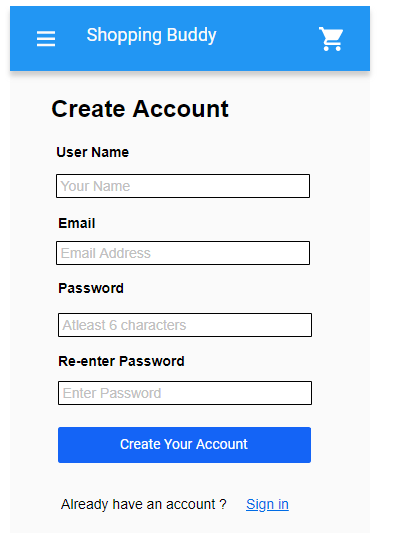 Shopping Buddy
Create Account
User Name
Your Name
Email
Email Address
Password
Atleast 6 characters
Re-enter Password
Enter Password
Create Your Account
Already have an account ? Sign in